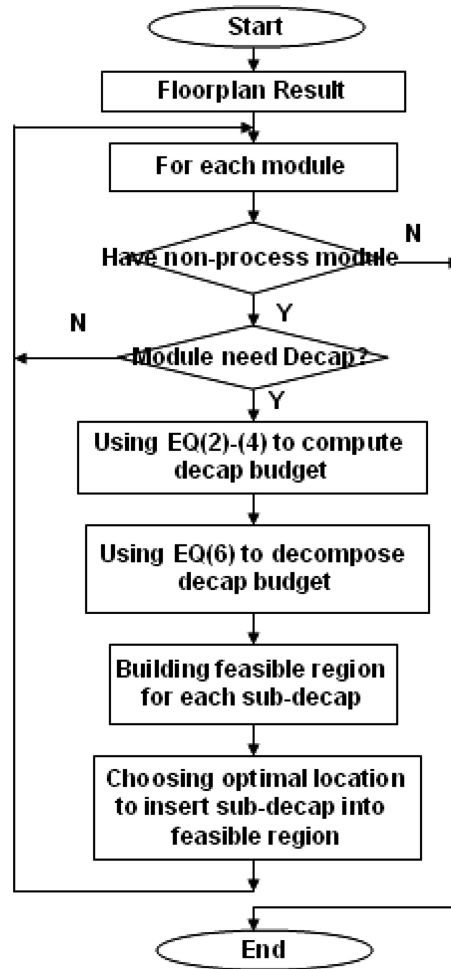 Start
Floorplan Result
For each module
Have non-process module
N
Y
N
Module need Decap?
Y
Using EQ(2)-(4) to compute
decap budget
Using EQ(6) to decompose
decap budget
Building feasible region
for each sub-decap
Choosing optimal location
to insert sub-decap into
feasible region
End